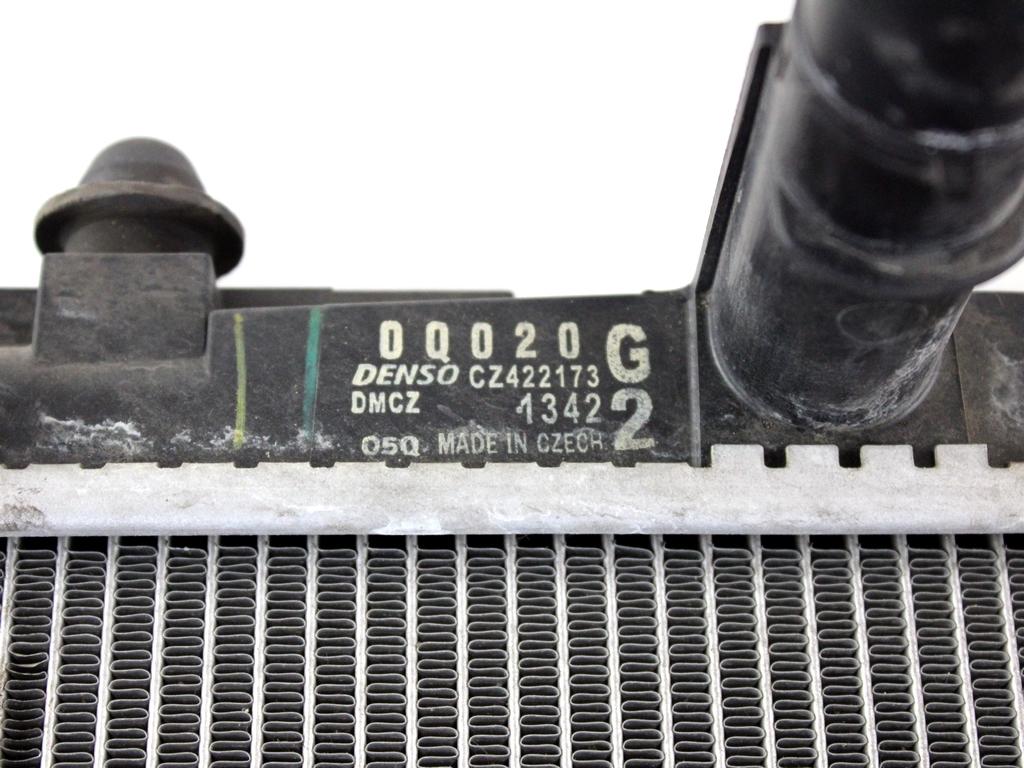 0Q020 G
DENSO CZ422173
DMCZ 1342 2
05Q MADE IN CZECH.